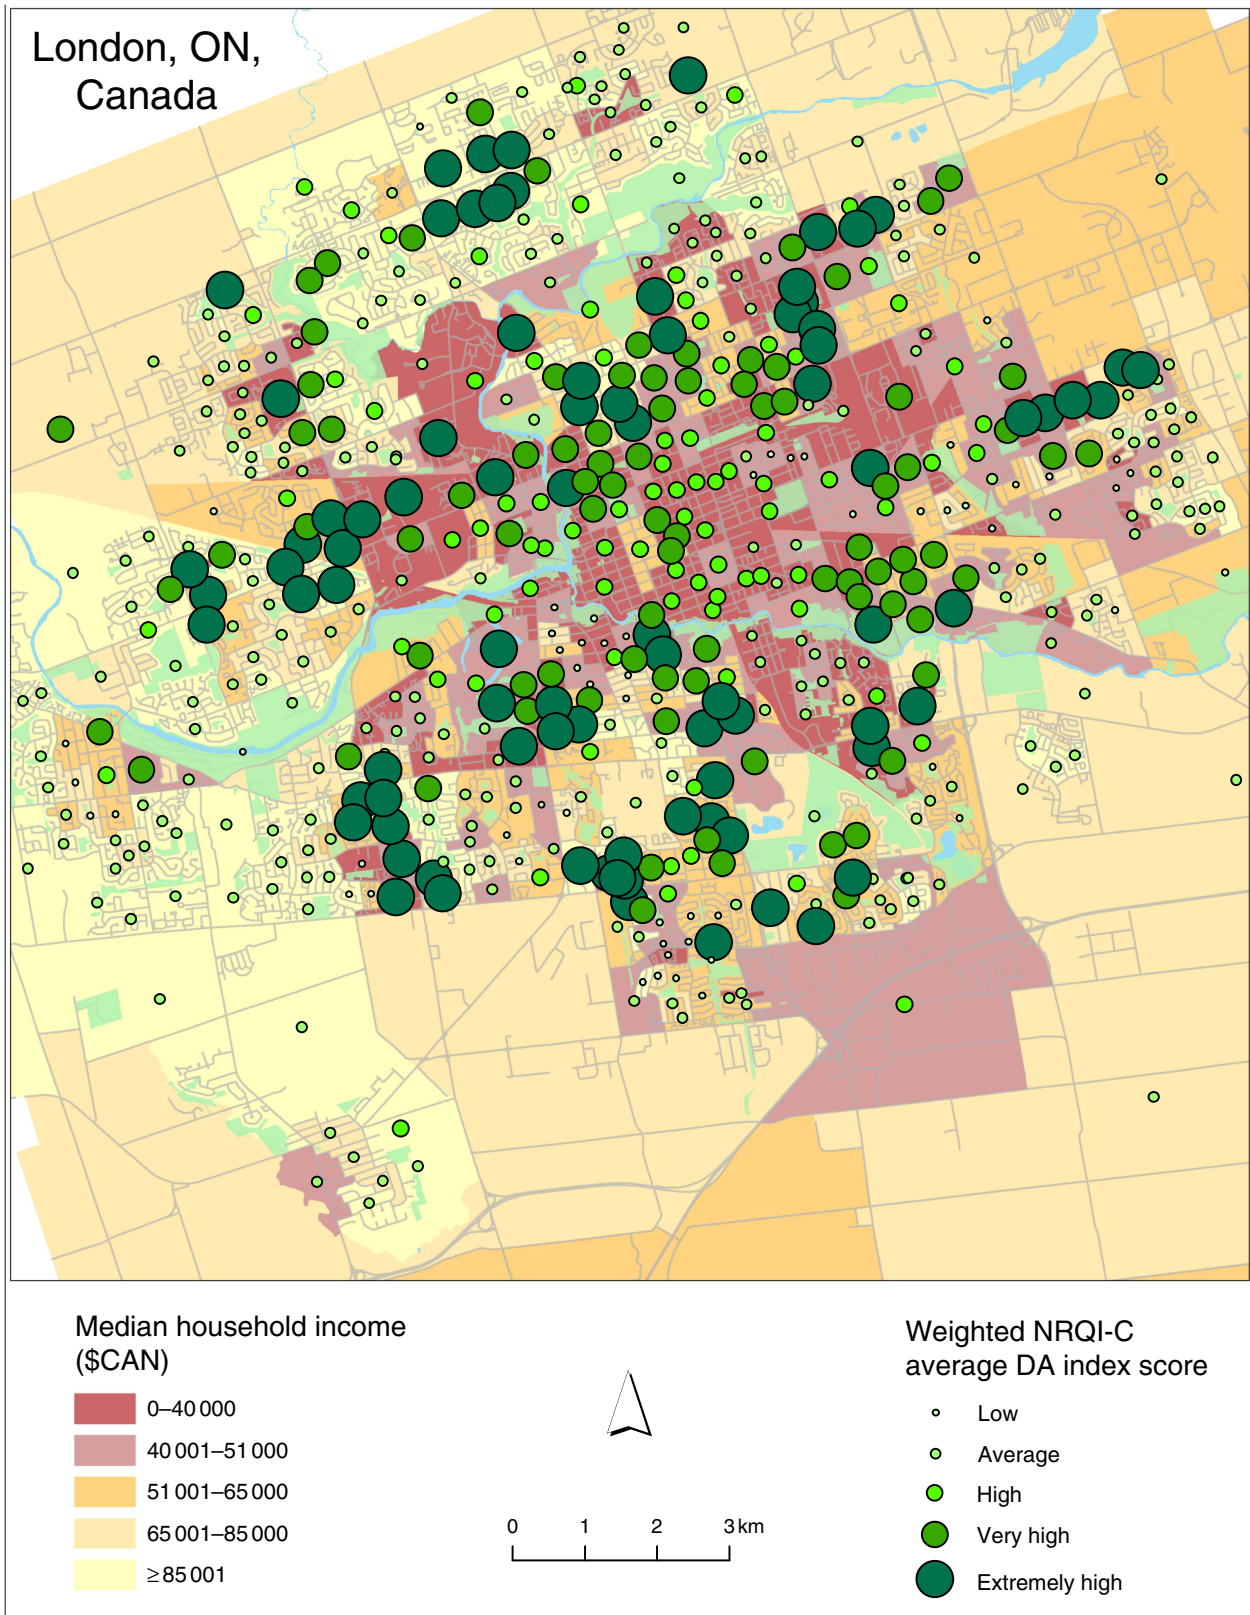 London, ON,
Canada
Median household income
($CAN)
0–40 000
40 001–51 000
51 001–65 000
65 001–85 000
≥85 001
0 1 2 3 km
Weighted NRQI-C
average DA index score
Low
Average
High
Very high
Extremely high